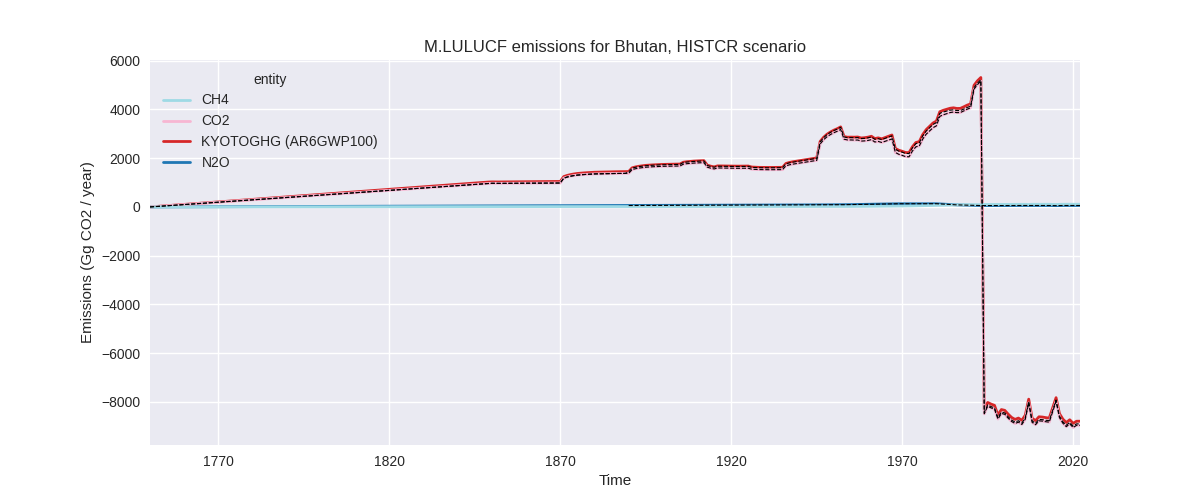 M.LULUCF emissions for Bhutan, HISTCR scenario
6000
4000
2000
0
−2000
−4000
−6000
−8000
Emissions (Gg CO2 / year)
entity
CH4
CO2
KYOTOGHG (AR6GWP100)
N2O
1770
1820
1870
1920
1970
2020
Time